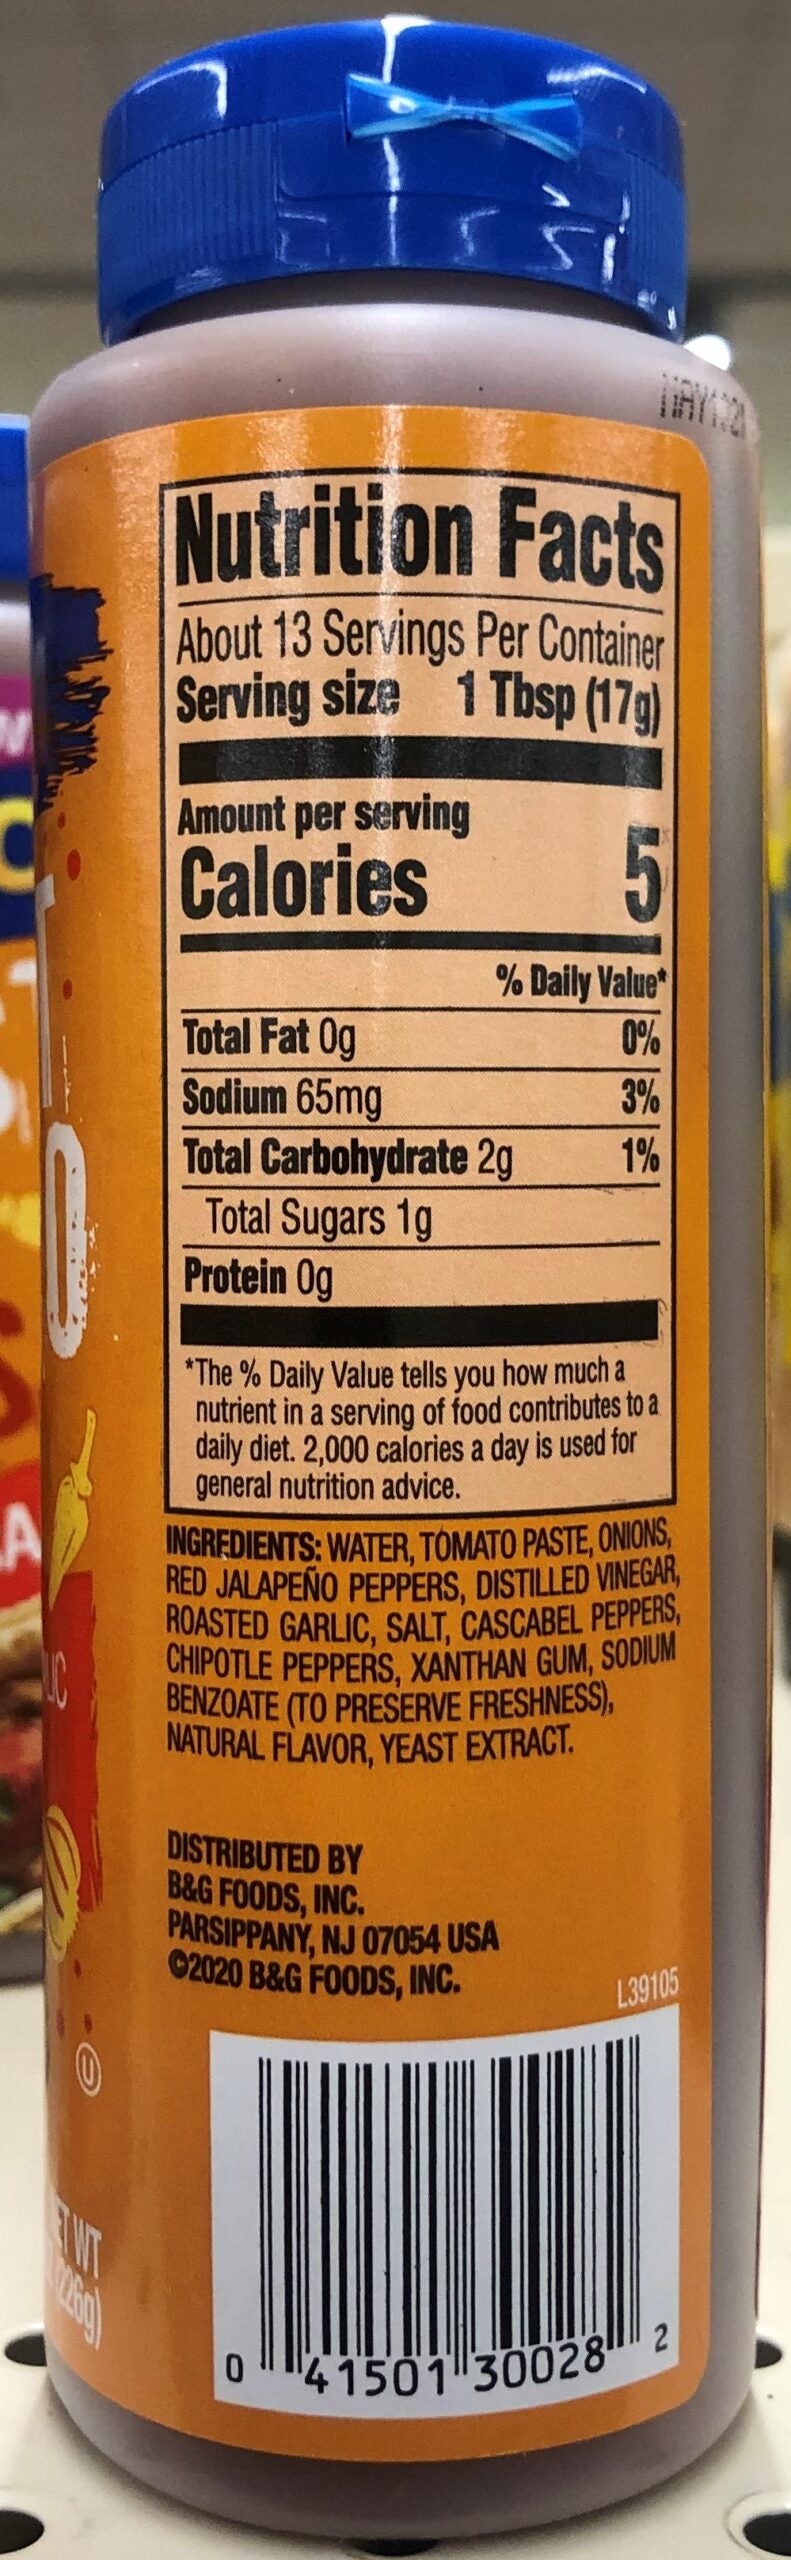 Nutrition Facts
About 13 Servings Per Container
Serving size 1 Tbsp (17g)
Amount per serving
Calories 5
% Daily Value*
Total Fat 0g 0%
Sodium 65mg 3%
Total Carbohydrate 2g 1%
Total Sugars 1g
Protein 0g
*The % Daily Value tells you how much a
nutrient in a serving of food contributes to a
daily diet. 2,000 calories a day is used for
general nutrition advice.
INGREDIENTS: WATER, TOMATO PASTE, ONIONS,
RED JALAPEÑO PEPPERS, DISTILLED VINEGAR,
ROASTED GARLIC, SALT, CASCABEL PEPPERS,
CHIPOTLE PEPPERS, XANTHAN GUM, SODIUM
BENZOATE (TO PRESERVE FRESHNESS),
NATURAL FLAVOR, YEAST EXTRACT.
DISTRIBUTED BY
B&G FOODS, INC.
PARSIPPANY, NJ 07054 USA
©2020 B&G FOODS, INC.
L39105
U
WT
226g)
0 41501 30028 2